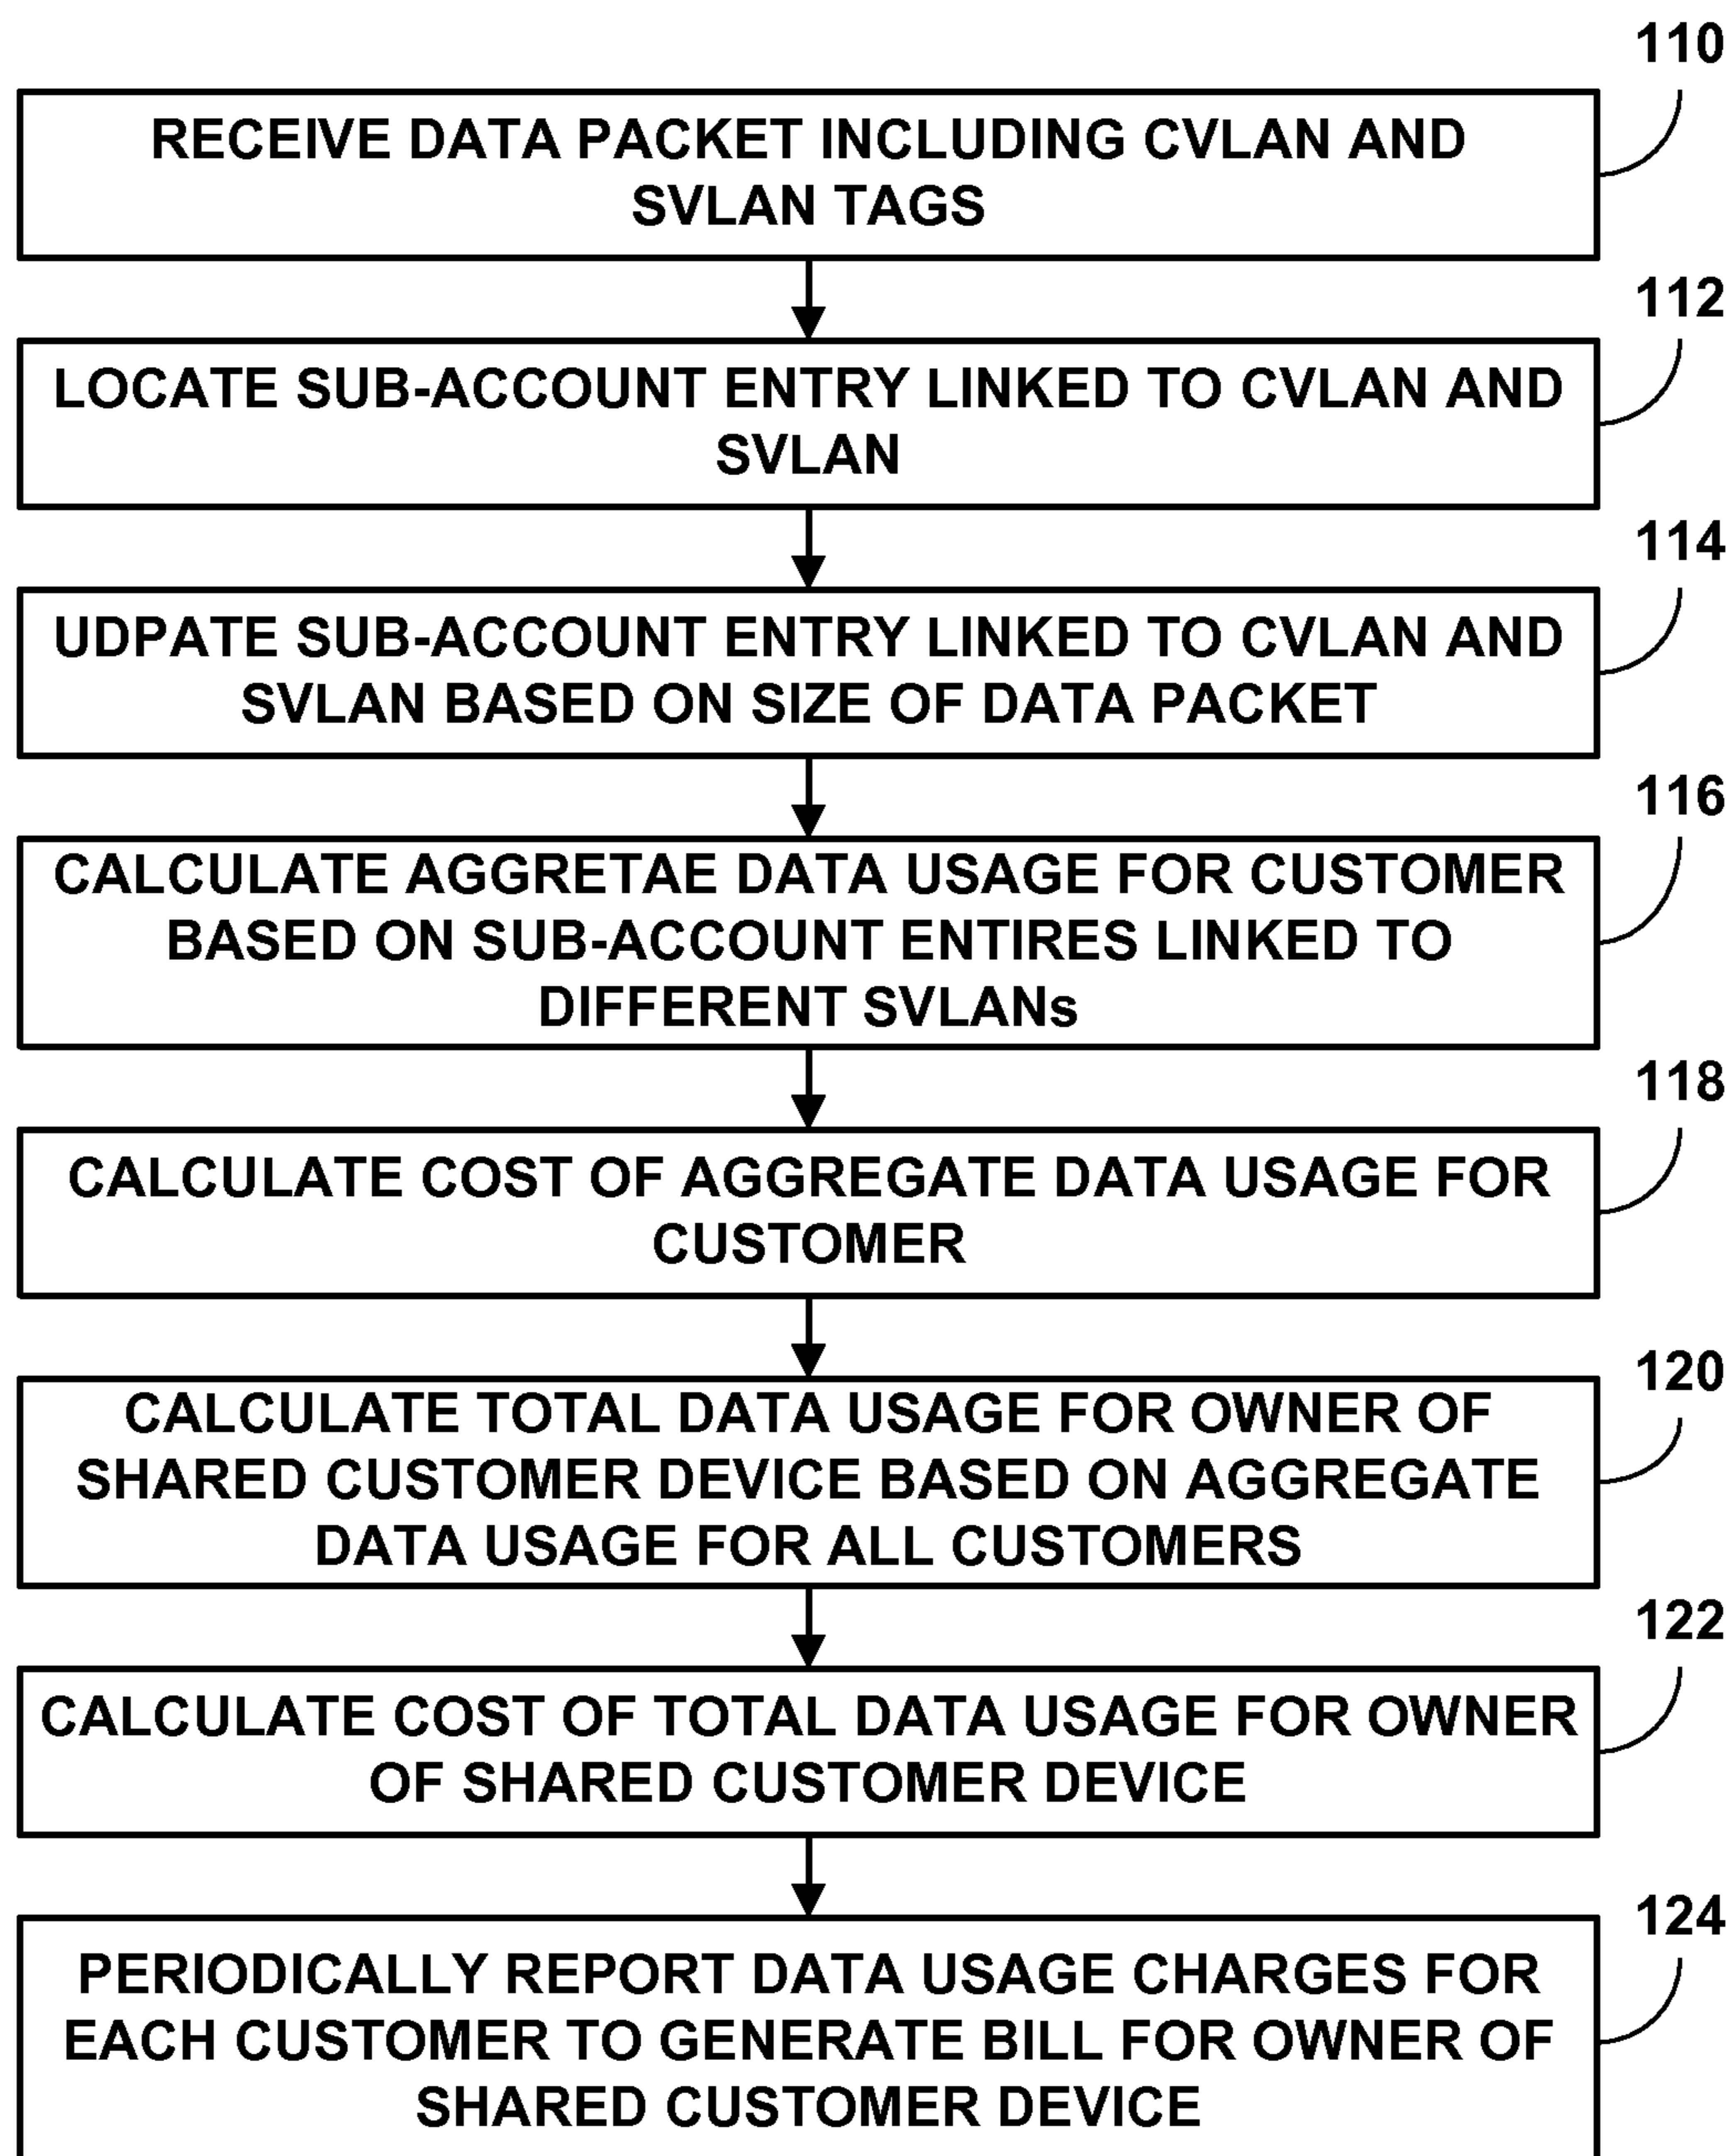 110
RECEIVE DATA PACKET INCLUDING CVLAN AND
SVLAN TAGS
112
LOCATE SUB-ACCOUNT ENTRY LINKED TO CVLAN AND
SVLAN
114
UDPATE SUB-ACCOUNT ENTRY LINKED TO CVLAN AND
SVLAN BASED ON SIZE OF DATA PACKET
116
CALCULATE AGGRETAE DATA USAGE FOR CUSTOMER
BASED ON SUB-ACCOUNT ENTIRES LINKED TO
DIFFERENT SVLANs
118
CALCULATE COST OF AGGREGATE DATA USAGE FOR
CUSTOMER
120
CALCULATE TOTAL DATA USAGE FOR OWNER OF
SHARED CUSTOMER DEVICE BASED ON AGGREGATE
DATA USAGE FOR ALL CUSTOMERS
122
CALCULATE COST OF TOTAL DATA USAGE FOR OWNER
OF SHARED CUSTOMER DEVICE
124
PERIODICALLY REPORT DATA USAGE CHARGES FOR
EACH CUSTOMER TO GENERATE BILL FOR OWNER OF
SHARED CUSTOMER DEVICE